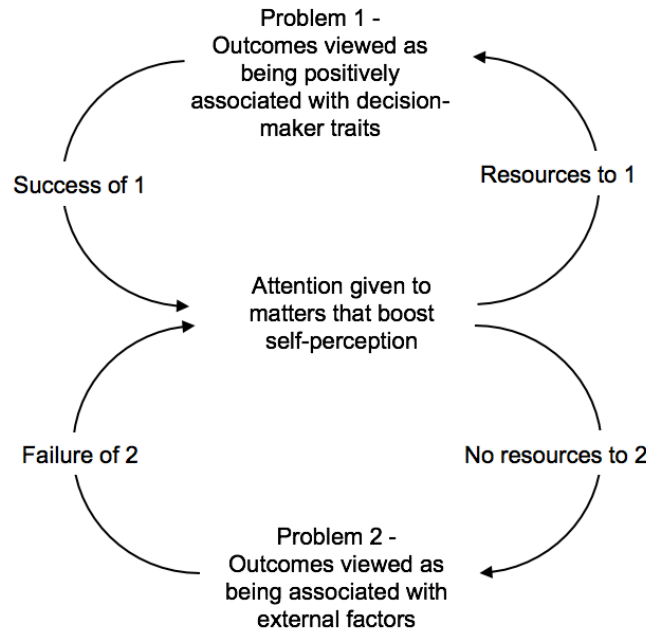 Problem 1 -
Outcomes viewed as
being positively
associated with decision-
maker traits
Success of 1
Resources to 1
Attention given to
matters that boost
self-perception
Failure of 2
No resources to 2
Problem 2 -
Outcomes viewed as
being associated with
external factors